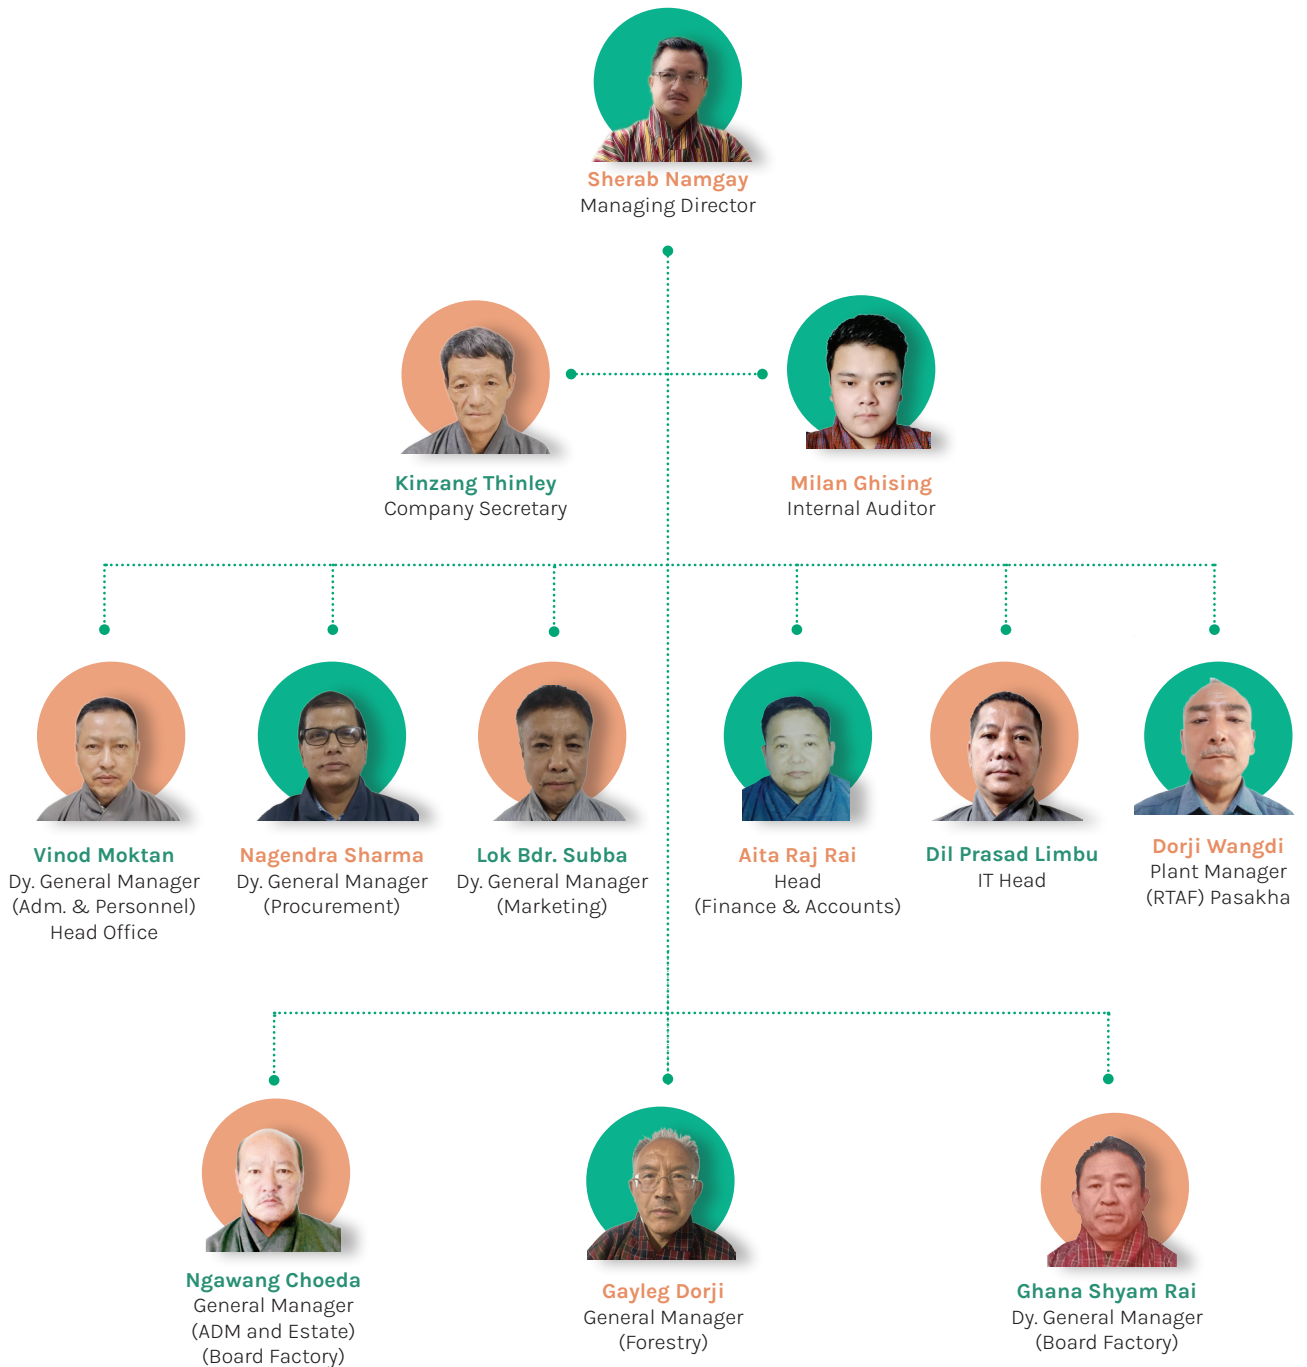 Sherab Namgay
Managing Director
Kinzang Thinley
Company Secretary
Milan Ghising
Internal Auditor
Vinod Moktan
Dy. General Manager
(Adm. & Personnel)
Head Office
Nagendra Sharma
Dy. General Manager
(Procurement)
Lok Bdr. Subba
Dy. General Manager
(Marketing)
Aita Raj Rai
Head
(Finance & Accounts)
Dil Prasad Limbu
IT Head
Dorji Wangdi
Plant Manager
(RTAF) Pasakha
Ngawang Choeda
General Manager
(ADM and Estate)
(Board Factory)
Gayleg Dorji
General Manager
(Forestry)
Ghana Shyam Rai
Dy. General Manager
(Board Factory)